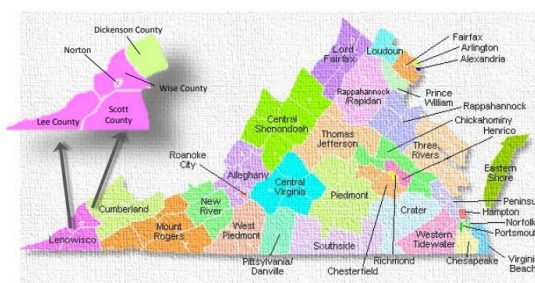 Dickenson County
Norton
Wise County
Lee County
Scott
County
Lenowisco
Cumberland
Mount
Rogers
New
River
Alleghany
Roanoke
City
West
Piedmont
Pittsylvania/
Danville
Central
Virginia
Central
Shenandoah
Lord
Fairfax
Loudoun
Fairfax
Arlington
Alexandria
Prince
William
Rappahannock
/Rapidan
Rappahannock
Chickahominy
Henrico
Thomas
Jefferson
Three
Rivers
Eastern
Shore
Piedmont
Southside
Chesterfield
Richmond
Crater
Western
Tidewater
Peninsu
Hampton
Norfolk
Portsmout
Chesapeake
Virgini
Beach